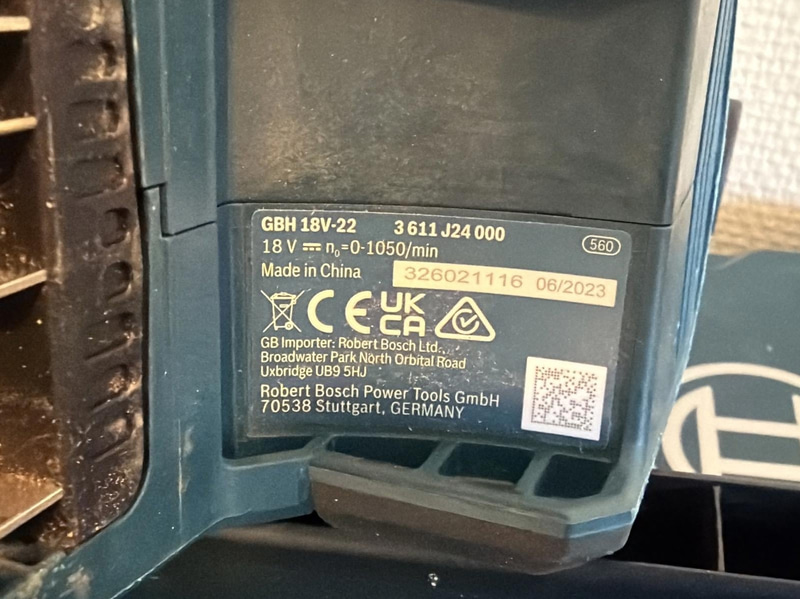 GBH 18V-22 3 611 J24 000
18 V n₀=0-1050/min 560
Made in China 326021116 06/2023
CE UK CA
GB Importer: Robert Bosch Ltd.,
Broadwater Park North Orbital Road
Uxbridge UB9 5HJ
Robert Bosch Power Tools GmbH
70538 Stuttgart, GERMANY